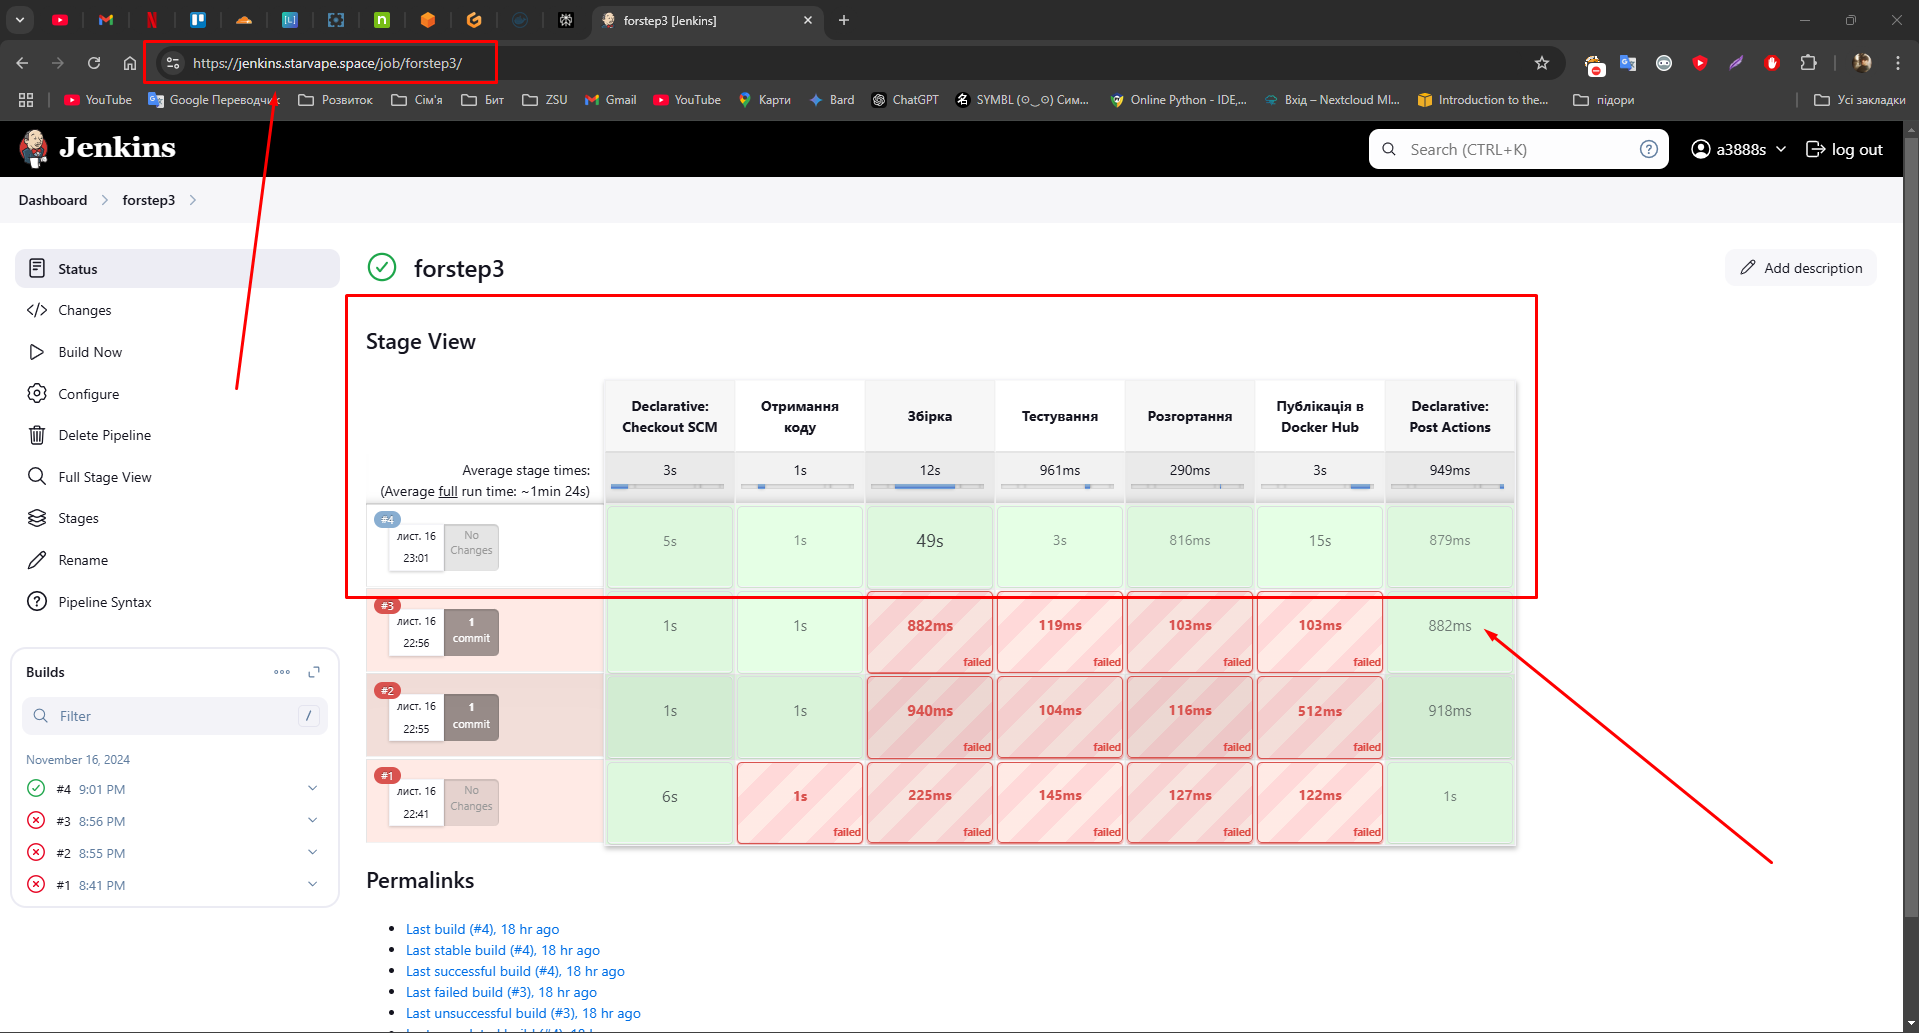 forstep3 [Jenkins]
https://jenkins.starvape.space/job/forstep3/
YouTube
Google Переводчик
Розвиток
Сім'я
Бит
ZSU
Gmail
YouTube
Карти
Bard
ChatGPT
SYMBL (⊙‿⊙) Сим...
Online Python - IDE,...
Вхід – Nextcloud MI...
Introduction to the...
підори
Усі закладки
Jenkins
Search (CTRL+K)
?
a3888s
log out
Dashboard
forstep3
Status
Changes
Build Now
Configure
Delete Pipeline
Full Stage View
Stages
Rename
Pipeline Syntax
Builds
Filter
/
November 16, 2024
#4 9:01 PM
#3 8:56 PM
#2 8:55 PM
#1 8:41 PM
forstep3
Add description
Stage View
Declarative: Checkout SCM
Отримання коду
Збірка
Тестування
Розгортання
Публікація в Docker Hub
Declarative: Post Actions
Average stage times:
(Average full run time: ~1min 24s)
3s
1s
12s
961ms
290ms
3s
949ms
#4
лист. 16
23:01
No Changes
5s
1s
49s
3s
816ms
15s
879ms
#3
лист. 16
22:56
1 commit
1s
1s
882ms failed
119ms failed
103ms failed
103ms failed
882ms
#2
лист. 16
22:55
1 commit
1s
1s
940ms failed
104ms failed
116ms failed
512ms failed
918ms
#1
лист. 16
22:41
No Changes
6s
1s failed
225ms failed
145ms failed
127ms failed
122ms failed
1s
Permalinks
Last build (#4), 18 hr ago
Last stable build (#4), 18 hr ago
Last successful build (#4), 18 hr ago
Last failed build (#3), 18 hr ago
Last unsuccessful build (#3), 18 hr ago